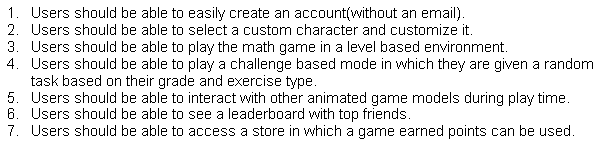 1. Users should be able to easily create an account(without an email).
2. Users should be able to select a custom character and customize it.
3. Users should be able to play the math game in a level based environment.
4. Users should be able to play a challenge based mode in which they are given a random
task based on their grade and exercise type.
5. Users should be able to interact with other animated game models during play time.
6. Users should be able to see a leaderboard with top friends.
7. Users should be able to access a store in which a game earned points can be used.